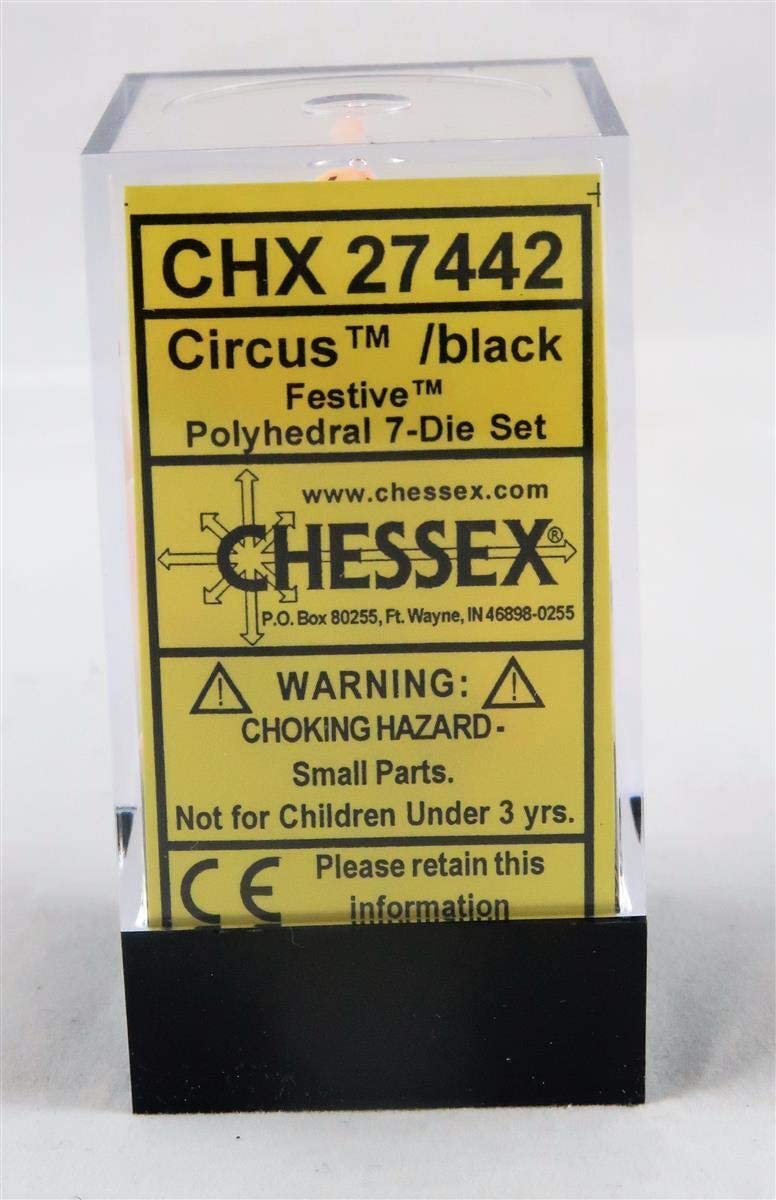 CHX 27442
Circus™ /black
Festive™
Polyhedral 7-Die Set
www.chessex.com
CHESSEX®
P.O. Box 80255, Ft. Wayne, IN 46898-0255
WARNING:
CHOKING HAZARD-
Small Parts.
Not for Children Under 3 yrs.
CE Please retain this
information